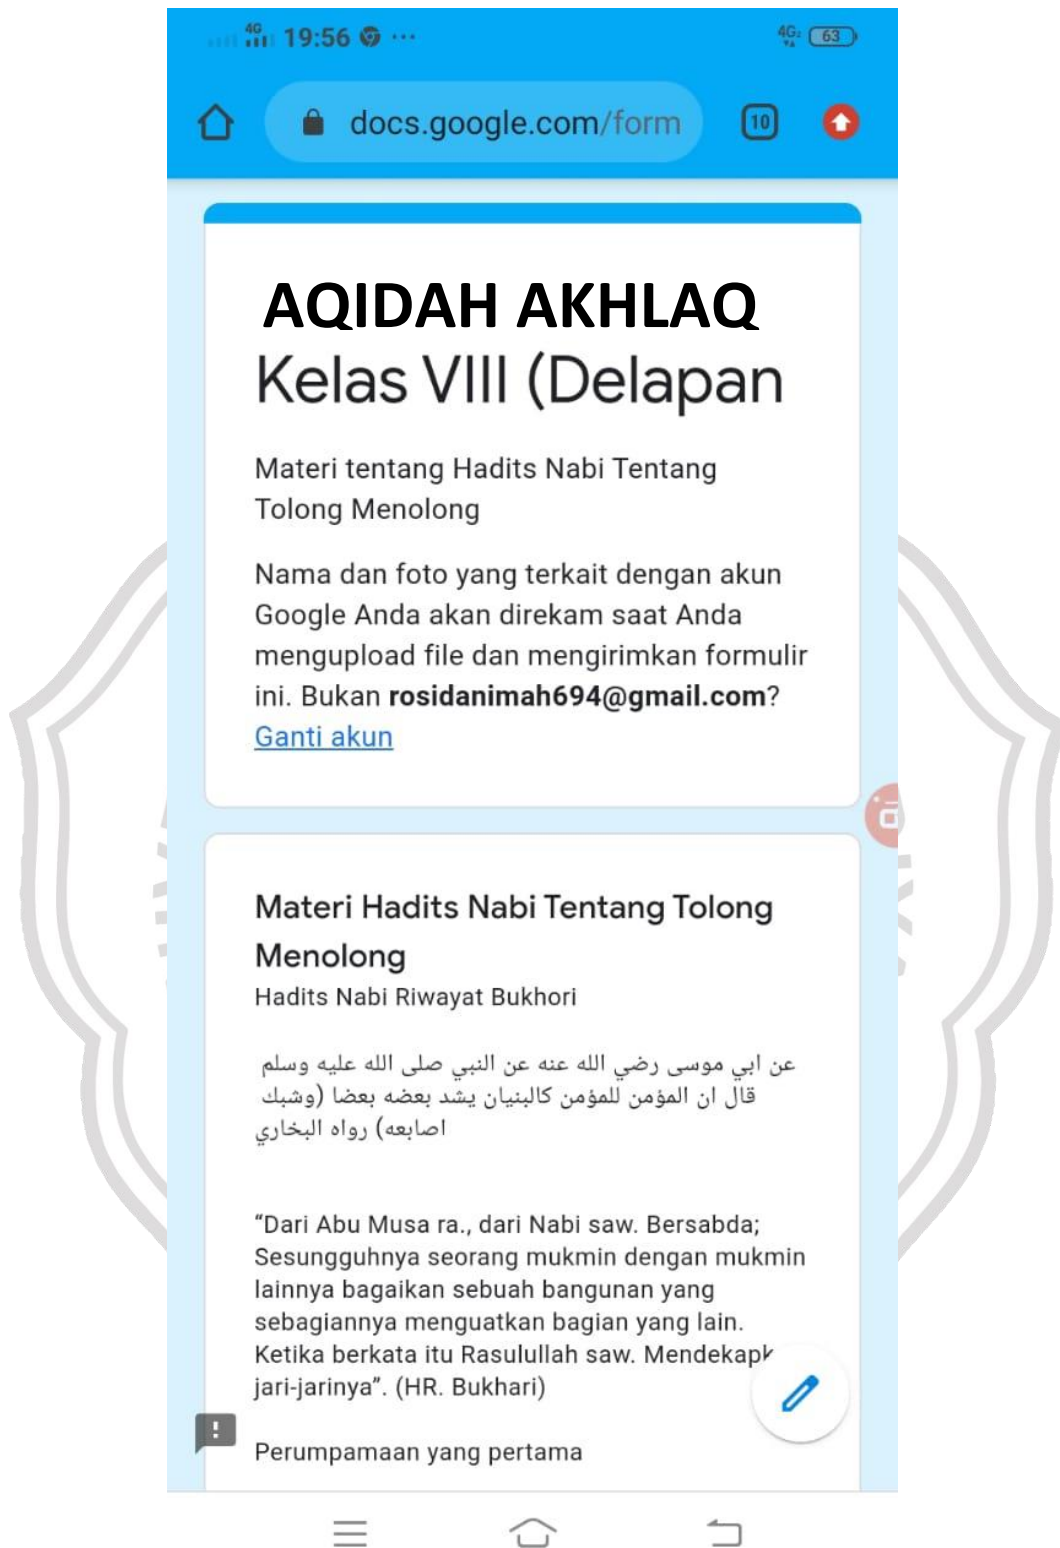 4G 19:56 ... 4G 63
docs.google.com/form 10
AQIDAH AKHLAQ
Kelas VIII (Delapan
Materi tentang Hadits Nabi Tentang
Tolong Menolong
Nama dan foto yang terkait dengan akun
Google Anda akan direkam saat Anda
mengupload file dan mengirimkan formulir
ini. Bukan rosidanimah694@gmail.com?
Ganti akun
Materi Hadits Nabi Tentang Tolong
Menolong
Hadits Nabi Riwayat Bukhori
عن ابي موسى رضي الله عنه عن النبي صلى الله عليه وسلم
قال ان المؤمن للمؤمن كالبنيان يشد بعضه بعضا (وشبك
اصابعه) رواه البخاري
“Dari Abu Musa ra., dari Nabi saw. Bersabda;
Sesungguhnya seorang mukmin dengan mukmin
lainnya bagaikan sebuah bangunan yang
sebagiannya menguatkan bagian yang lain.
Ketika berkata itu Rasulullah saw. Mendekapk
jari-jarinya”. (HR. Bukhari)
Perumpamaan yang pertama